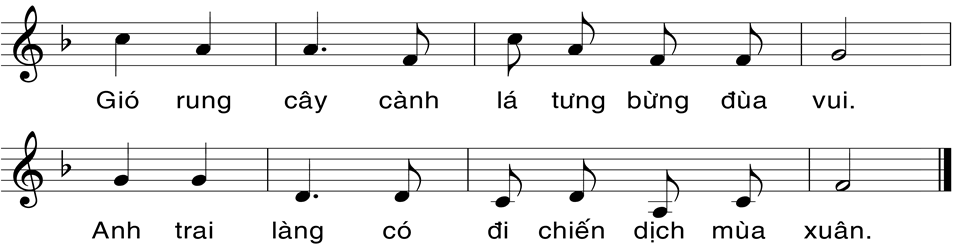 Gió rung cây cành lá tưng bừng đùa vui.
Anh trai làng có đi chiến dịch mùa xuân.